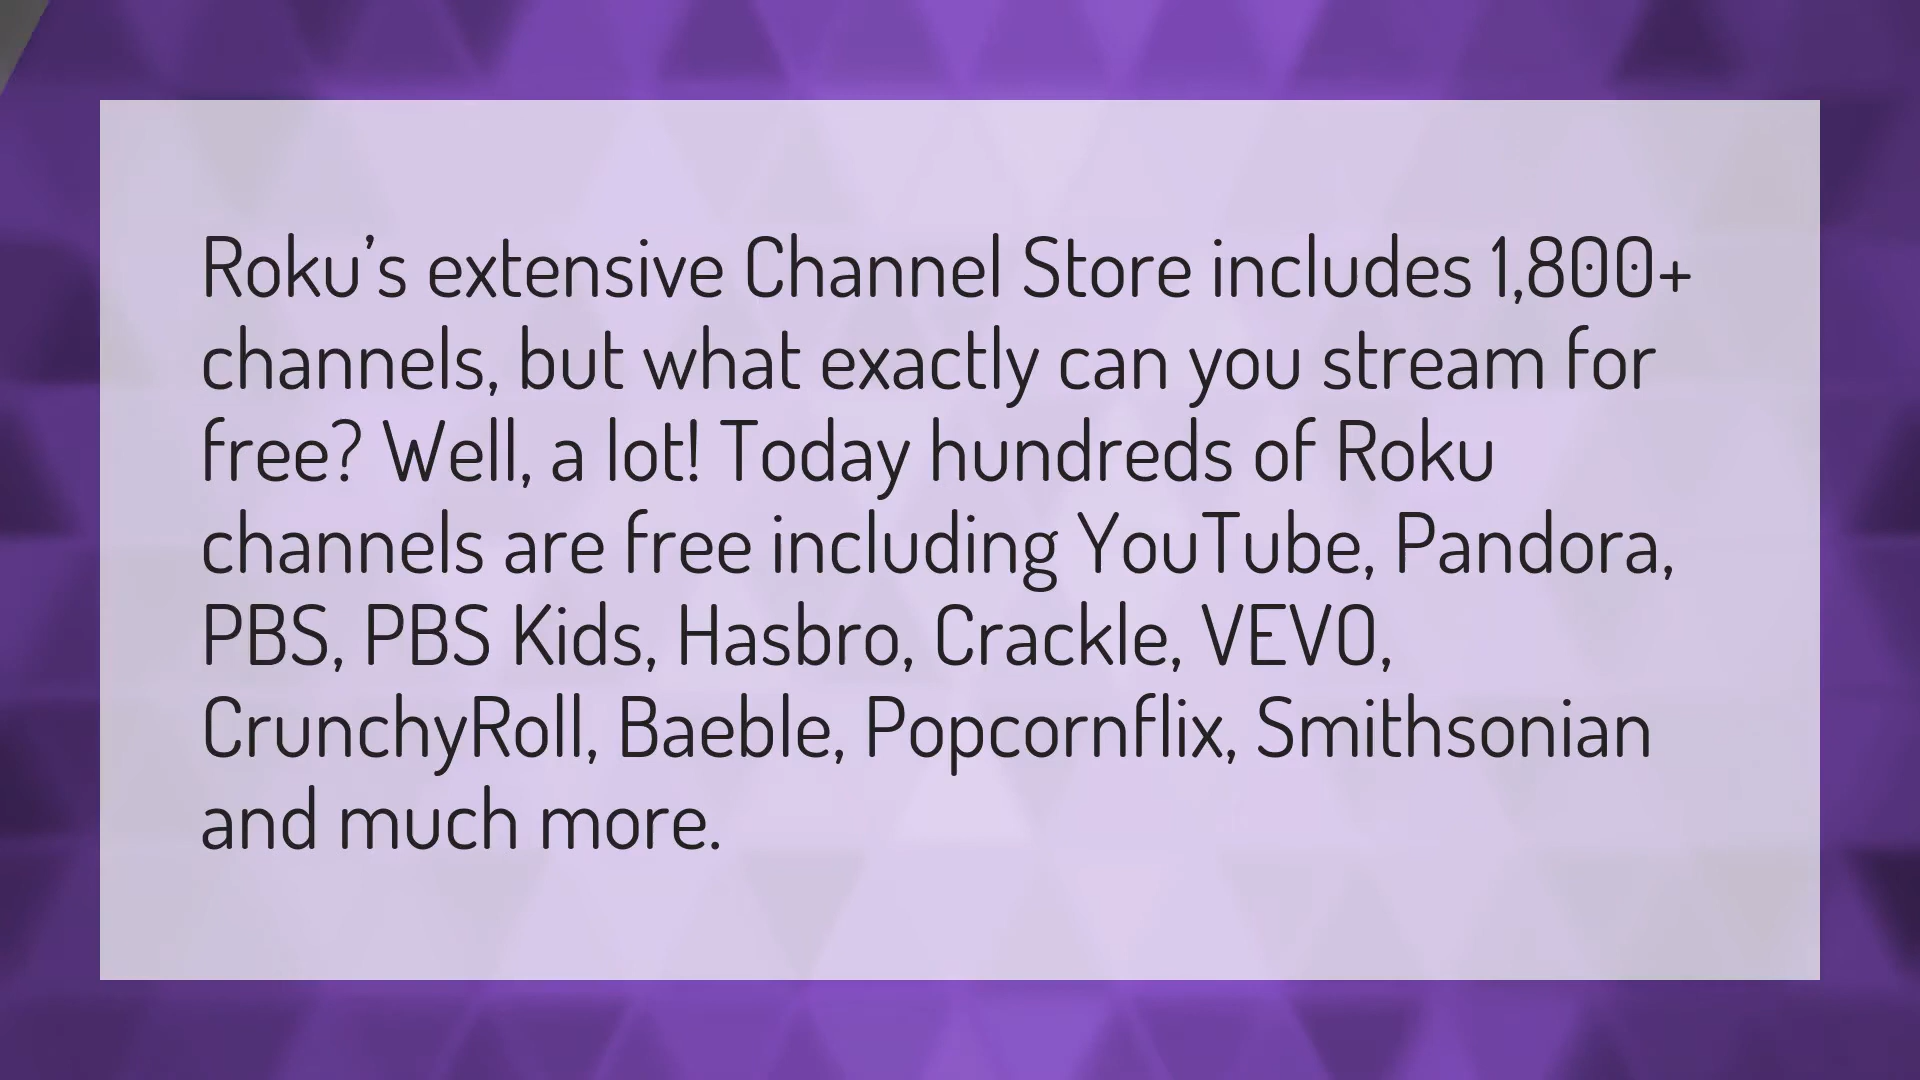 Roku’s extensive Channel Store includes 1,800+
channels, but what exactly can you stream for
free? Well, a lot! Today hundreds of Roku
channels are free including YouTube, Pandora,
PBS, PBS Kids, Hasbro, Crackle, VEVO,
CrunchyRoll, Baeble, Popcornflix, Smithsonian
and much more.